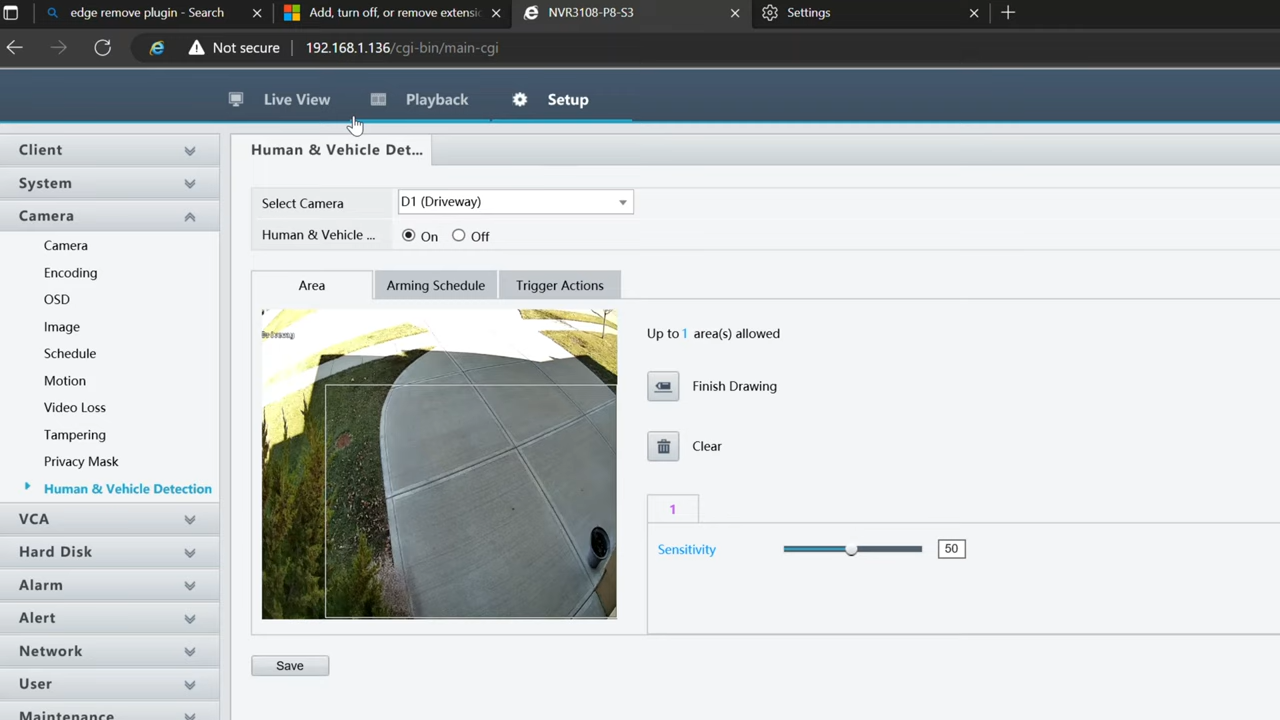 edge remove plugin - Search
Add, turn off, or remove extensic
NVR3108-P8-S3
Settings
Not secure
192.168.1.136/cgi-bin/main-cgi
Live View
Playback
Setup
Client
System
Camera
Camera
Encoding
OSD
Image
Schedule
Motion
Video Loss
Tampering
Privacy Mask
Human & Vehicle Detection
VCA
Hard Disk
Alarm
Alert
Network
User
Maintenance
Human & Vehicle Det...
Select Camera
D1 (Driveway)
Human & Vehicle ...
On
Off
Area
Arming Schedule
Trigger Actions
Up to 1 area(s) allowed
Finish Drawing
Clear
1
Sensitivity
50
Save